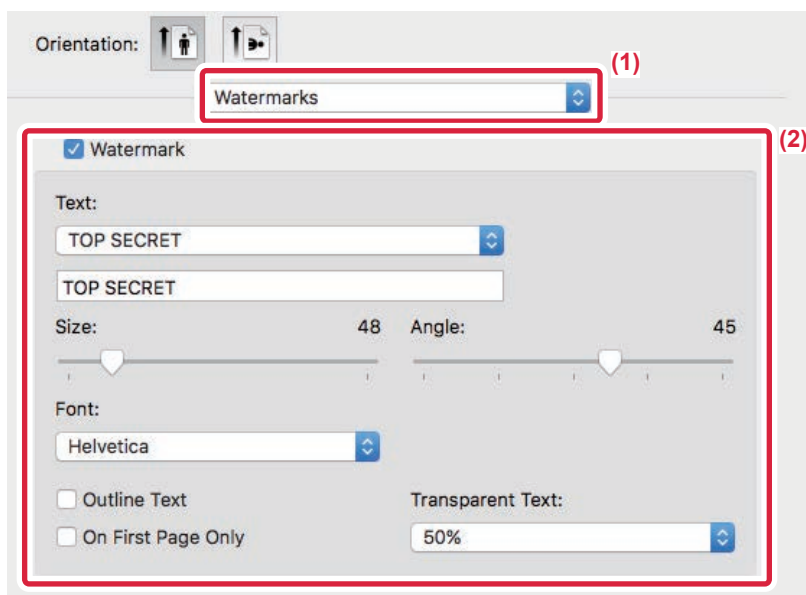 Orientation:
(1)
Watermarks
(2)
Watermark
Text:
TOP SECRET
TOP SECRET
Size: 48 Angle: 45
Font:
Helvetica
Outline Text Transparent Text:
On First Page Only 50%